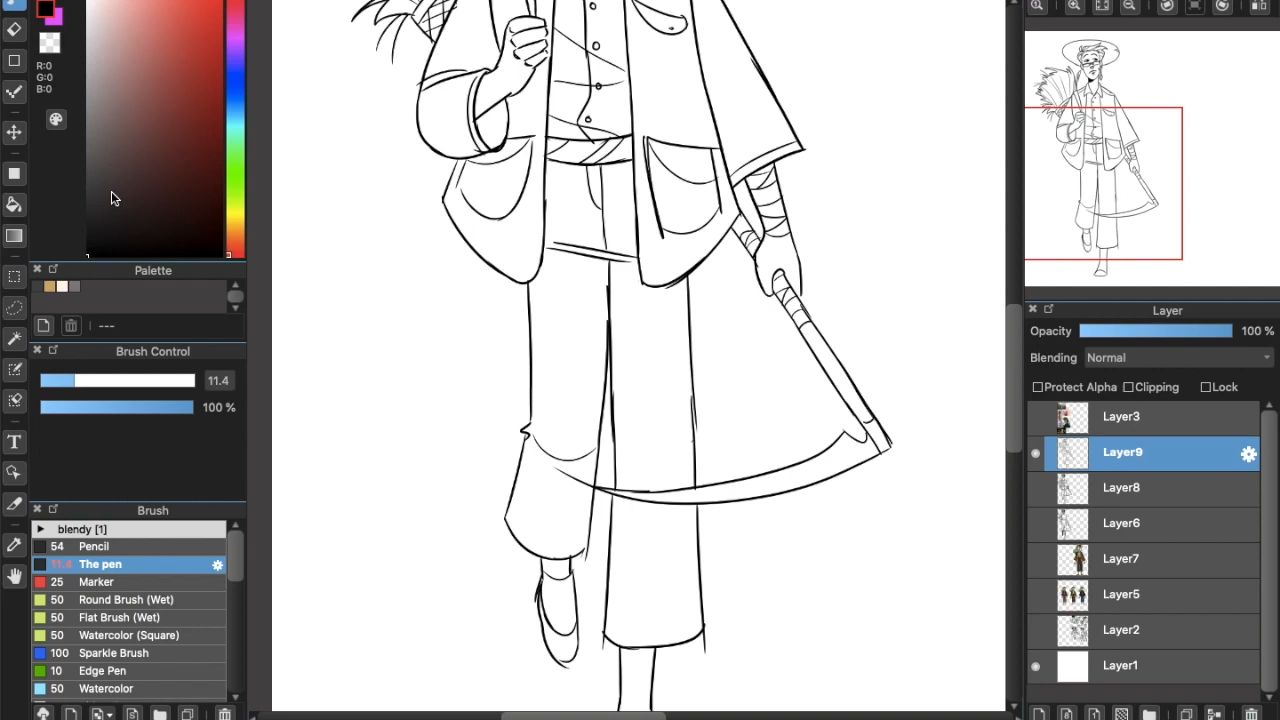 R:0
G:0
B:0
Palette
---
Brush Control
11.4
100 %
Brush
blendy [1]
54 Pencil
11.4 The pen
25 Marker
50 Round Brush (Wet)
50 Flat Brush (Wet)
50 Watercolor (Square)
100 Sparkle Brush
10 Edge Pen
50 Watercolor
T
Layer
Opacity 100 %
Blending Normal
Protect Alpha Clipping Lock
Layer3
Layer9
Layer8
Layer6
Layer7
Layer5
Layer2
Layer1